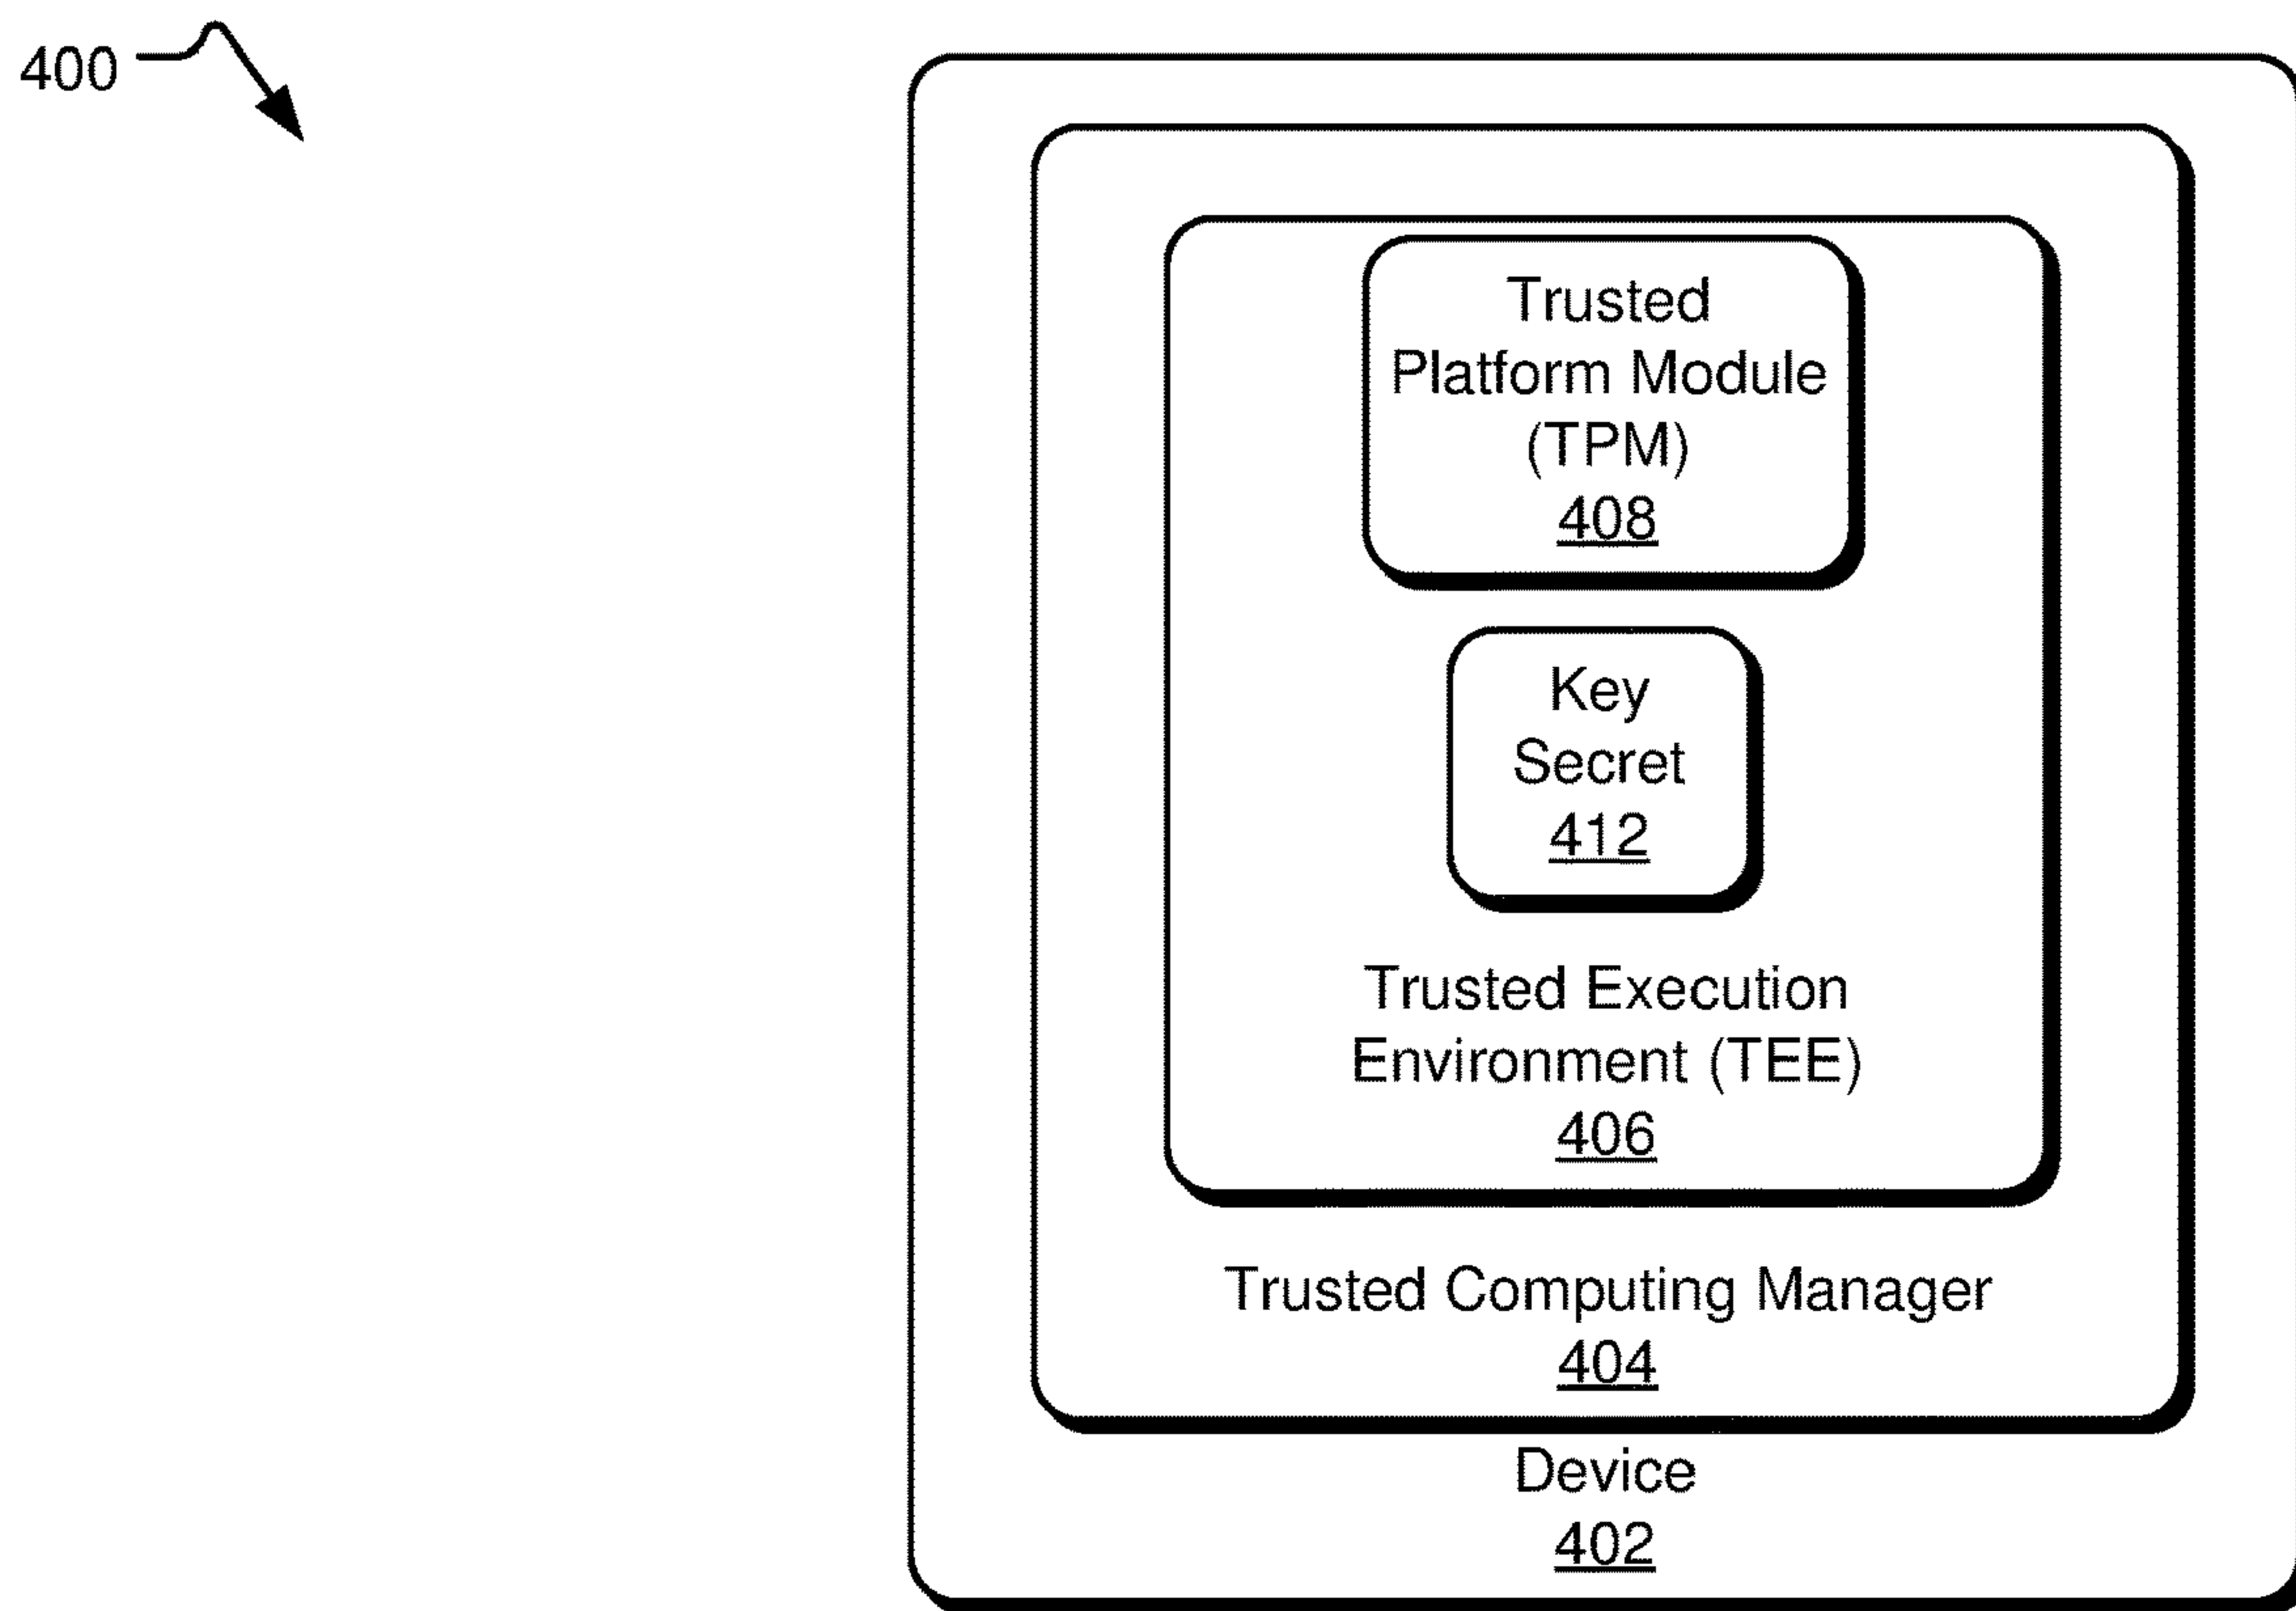 400
Trusted
Platform Module
(TPM)
408
Key
Secret
412
Trusted Execution
Environment (TEE)
406
Trusted Computing Manager
404
Device
402